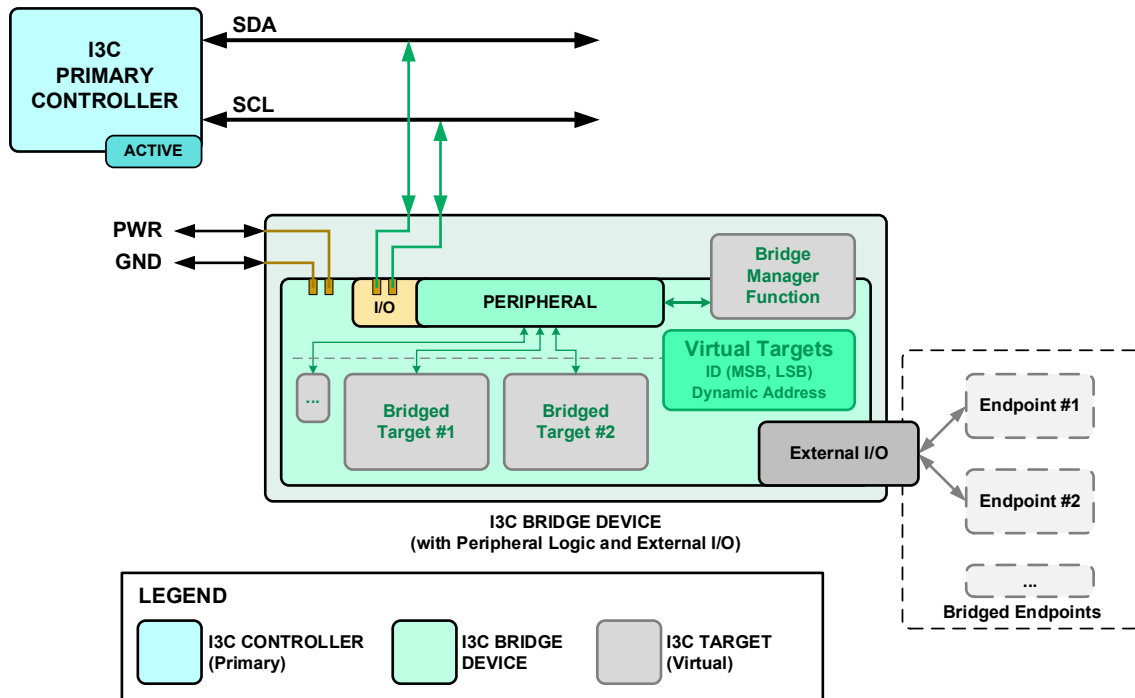 I3C
PRIMARY
CONTROLLER
ACTIVE
SDA
SCL
PWR
GND
I/O
PERIPHERAL
Bridge
Manager
Function
Virtual Targets
ID (MSB, LSB)
Dynamic Address
...
Bridged
Target #1
Bridged
Target #2
External I/O
Endpoint #1
Endpoint #2
...
Bridged Endpoints
I3C BRIDGE DEVICE
(with Peripheral Logic and External I/O)
LEGEND
I3C CONTROLLER
(Primary)
I3C BRIDGE
DEVICE
I3C TARGET
(Virtual)